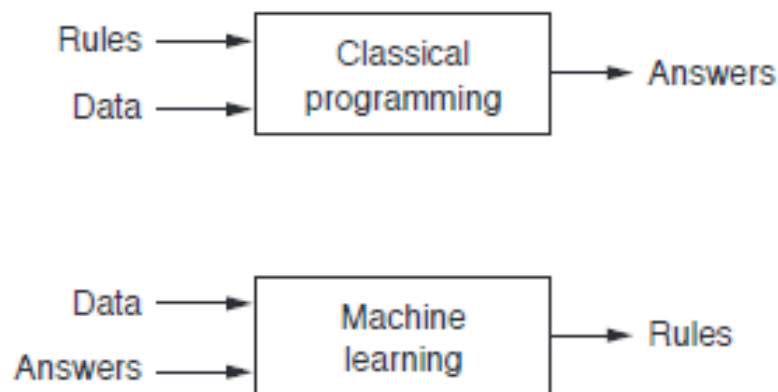 Rules
Classical
programming
Answers
Data
Data
Machine
learning
Rules
Answers